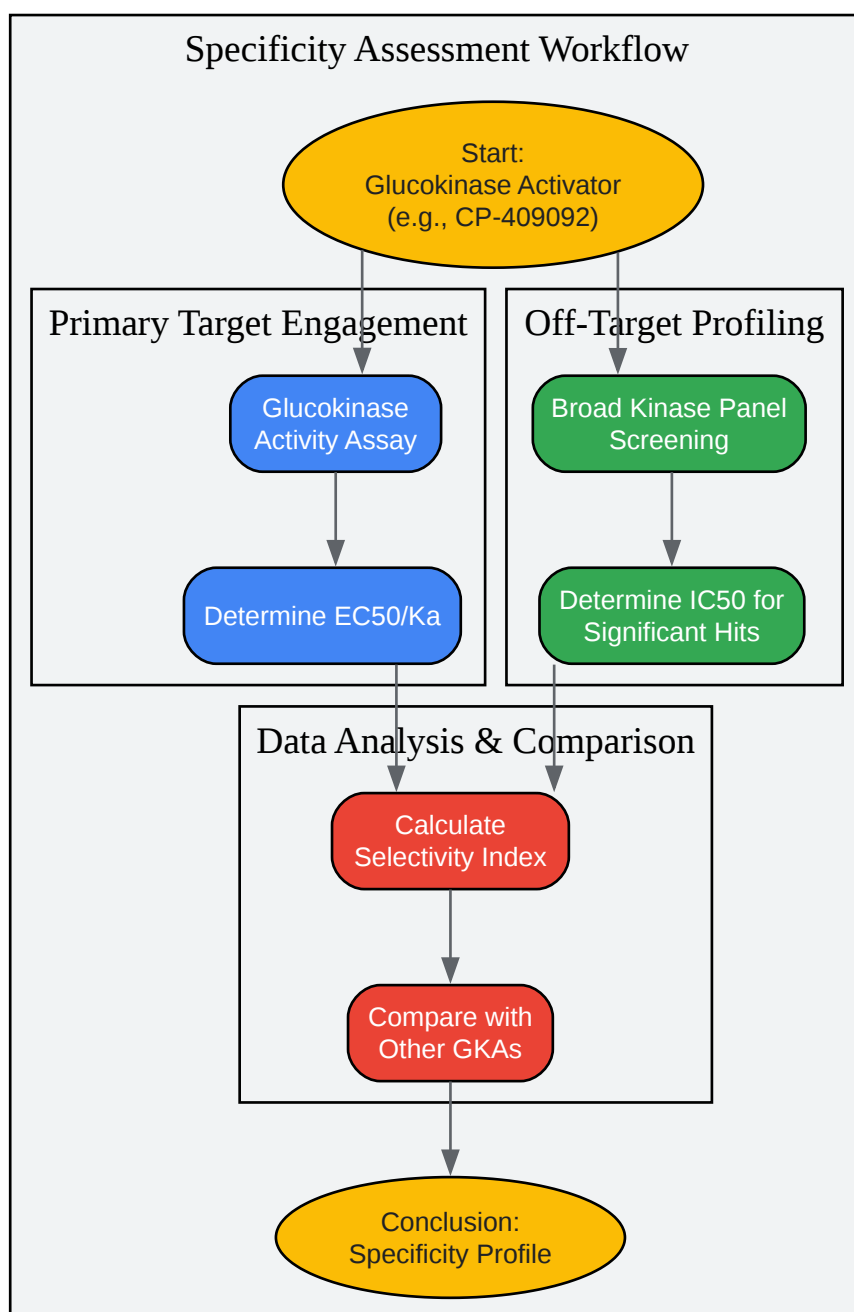 Specificity Assessment Workflow
Start:
Glucokinase Activator
(e.g., CP-409092)
Primary Target Engagement
Glucokinase
Activity Assay
Determine EC50/Ka
Off-Target Profiling
Broad Kinase Panel
Screening
Determine IC50 for
Significant Hits
Data Analysis & Comparison
Calculate
Selectivity Index
Compare with
Other GKAs
Conclusion:
Specificity Profile